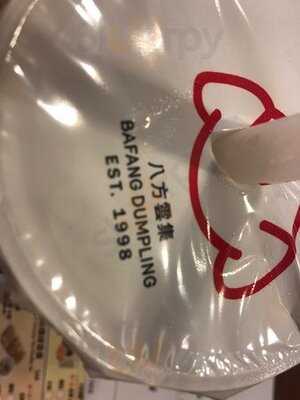 八方雲集
BAFANG DUMPLING
EST. 1998